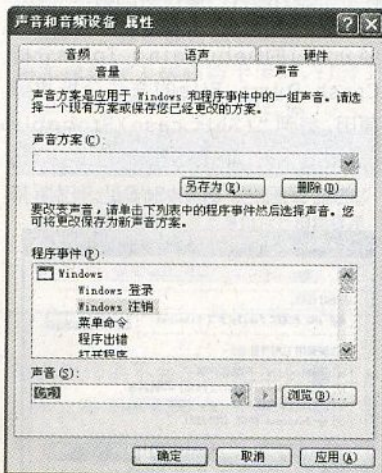 声音和音频设备 属性
音频 语声 硬件
音量 声音
声音方案是应用于 Windows 和程序事件中的一组声音。请选
择一个现有方案或保存您已经更改的方案。
声音方案(C):
另存为(E)... 删除(D)
要改变声音，请单击下列列表中的程序事件然后选择声音。您
可将更改保存为新声音方案。
程序事件(P):
Windows
Windows 登录
Windows 注销
菜单命令
程序出错
打开程序
声音(S):
浏览(B)...
确定 取消 应用(A)